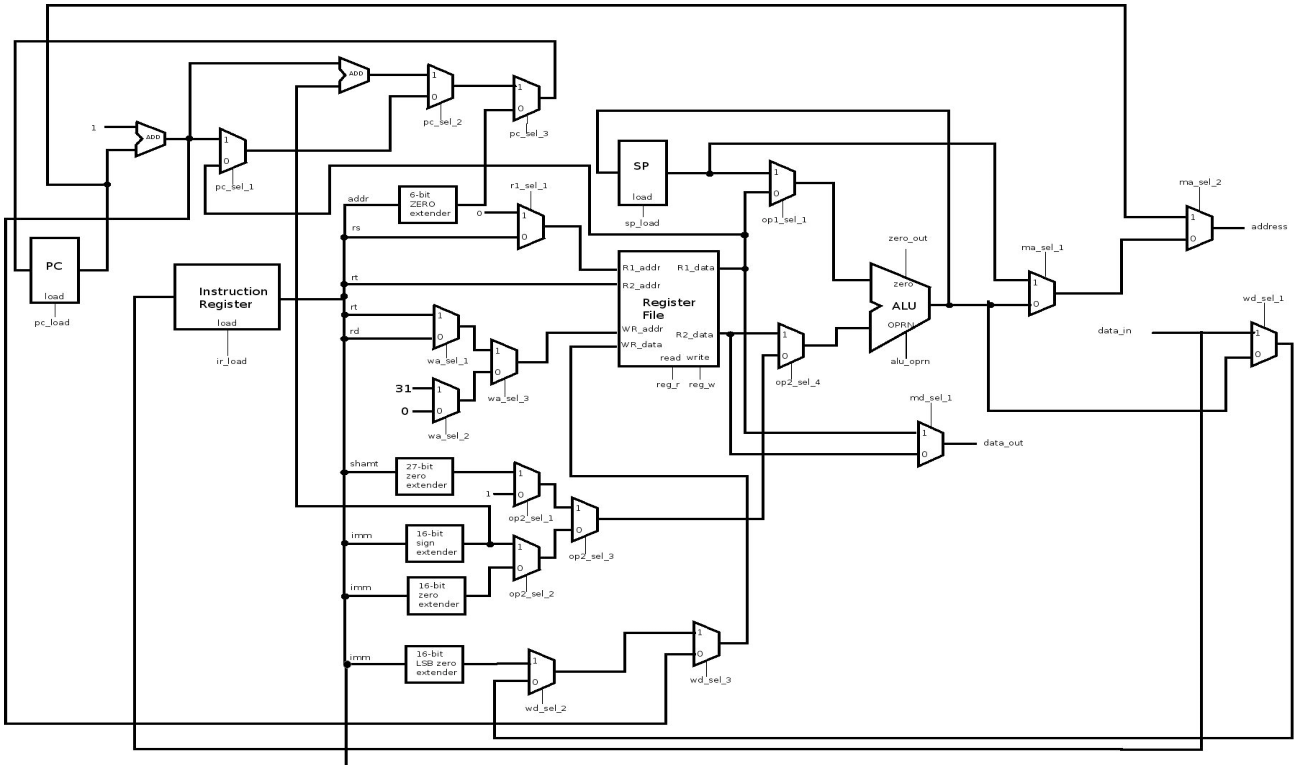 ADD
1
0
pc_sel_2
1
0
pc_sel_3
1
ADD
1
0
pc_sel_1
SP
load
sp_load
1
0
op1_sel_1
ma_sel_2
1
0
address
addr
6-bit
ZERO
extender
r1_sel_1
0
1
0
rs
PC
load
pc_load
Instruction
Register
load
ir_load
rt
rt
rd
R1_addr
R1_data
R2_addr
Register
File
WR_addr
R2_data
WR_data
read write
reg_r
reg_w
zero_out
zero
ALU
OPRN
alu_oprn
ma_sel_1
1
0
data_in
wd_sel_1
1
0
1
0
wa_sel_1
1
0
wa_sel_3
31
0
1
0
wa_sel_2
1
0
op2_sel_4
md_sel_1
1
0
data_out
shamt
27-bit
zero
extender
1
1
0
op2_sel_1
1
0
op2_sel_3
imm
16-bit
sign
extender
1
0
op2_sel_2
imm
16-bit
zero
extender
imm
16-bit
LSB zero
extender
1
0
wd_sel_2
1
0
wd_sel_3